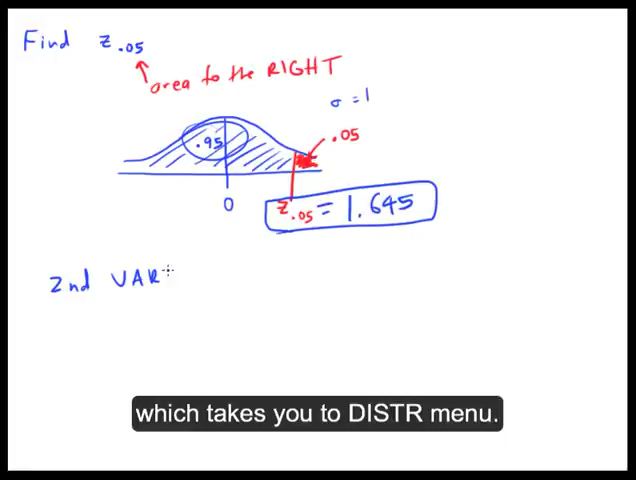 Find z.05
area to the RIGHT
σ = 1
.95
.05
0
z.05 = 1.645
2nd VAR
which takes you to DISTR menu.